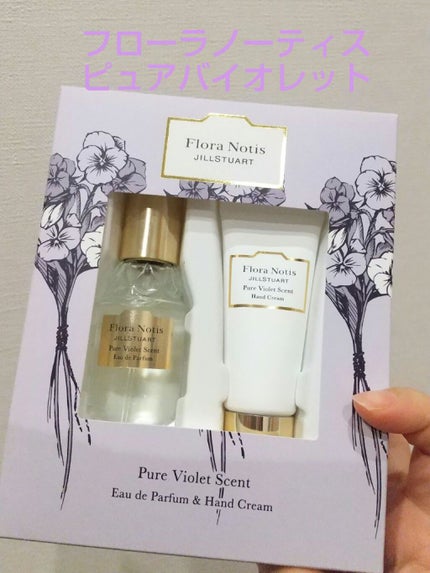 フローラノーティス
ピュアバイオレット
Flora Notis
JILLSTUART
Flora Notis
JILLSTUART
Pure Violet Scent
Eau de Parfum
Flora Notis
JILLSTUART
Pure Violet Scent
Hand Cream
Pure Violet Scent
Eau de Parfum & Hand Cream